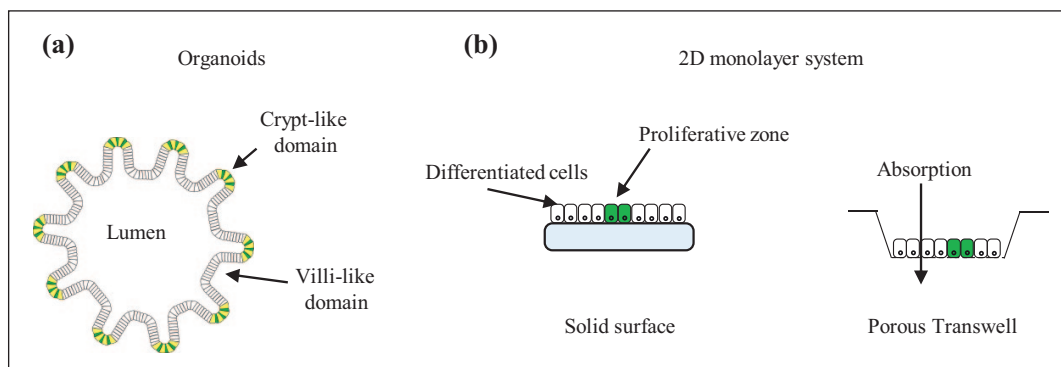 (a)
Organoids
Crypt-like
domain
Lumen
Villi-like
domain
(b)
2D monolayer system
Proliferative zone
Differentiated cells
Absorption
Solid surface
Porous Transwell